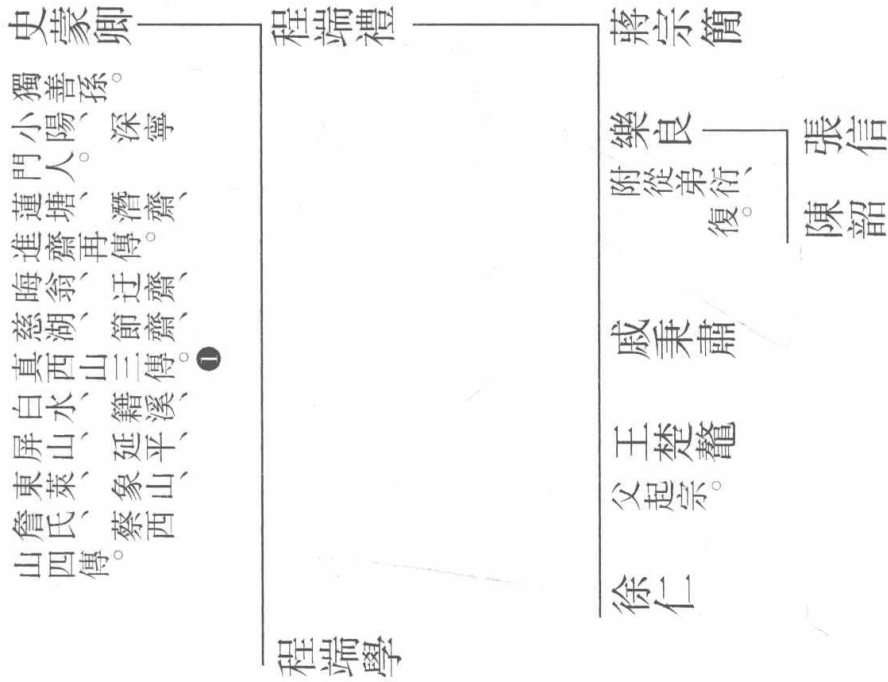 史蒙卿
獨善孫。
小陽、深寧
門人。
蓮塘、潛齋、
進齋再傳。
晦翁、迂齋、
慈湖、節齋、
真西山三傳。❶
白水、籍溪、
屏山、延平、
東萊、象山、
詹氏、蔡西
山四傳。
程端禮
程端學
蔣宗簡
樂良
附從弟衍、
復。
戚秉肅
王楚鼇
父起宗。
徐仁
張信
陳韶